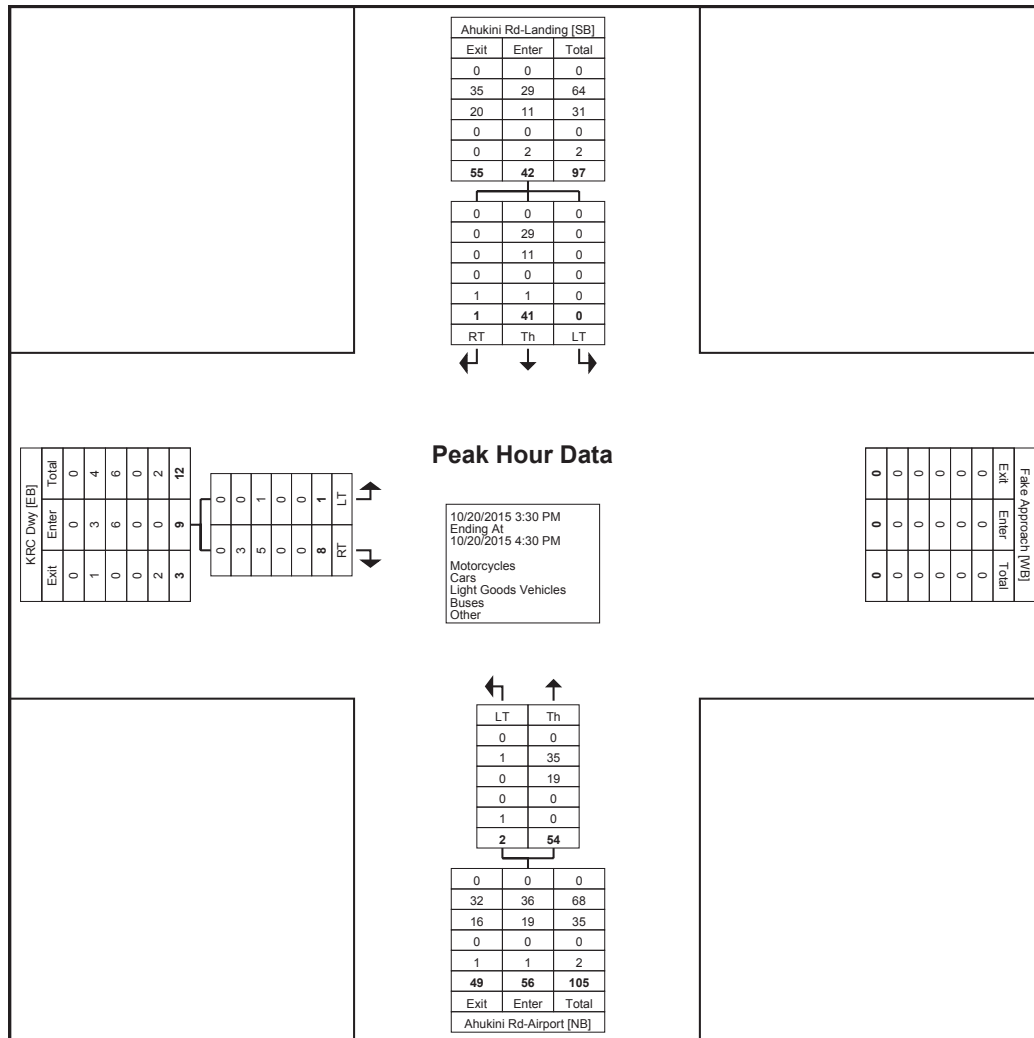 Ahukini Rd-Landing [SB]
Exit Enter Total
0 0 0
35 29 64
20 11 31
0 0 0
0 2 2
55 42 97
0 0 0
0 29 0
0 11 0
0 0 0
1 1 0
1 41 0
RT Th LT
KRC Dwy [EB]
Total 0 4 6 0 2 12
Enter 0 3 6 0 0 9
Exit 0 1 0 0 2 3
0 0 1 0 0 1 LT
0 3 5 0 0 8 RT
Peak Hour Data
10/20/2015 3:30 PM
Ending At
10/20/2015 4:30 PM
Motorcycles
Cars
Light Goods Vehicles
Buses
Other
Fake Approach [WB]
Exit 0 0 0 0 0 0
Enter 0 0 0 0 0 0
Total 0 0 0 0 0 0
LT Th
0 0
1 35
0 19
0 0
1 0
2 54
0 0 0
32 36 68
16 19 35
0 0 0
1 1 2
49 56 105
Exit Enter Total
Ahukini Rd-Airport [NB]